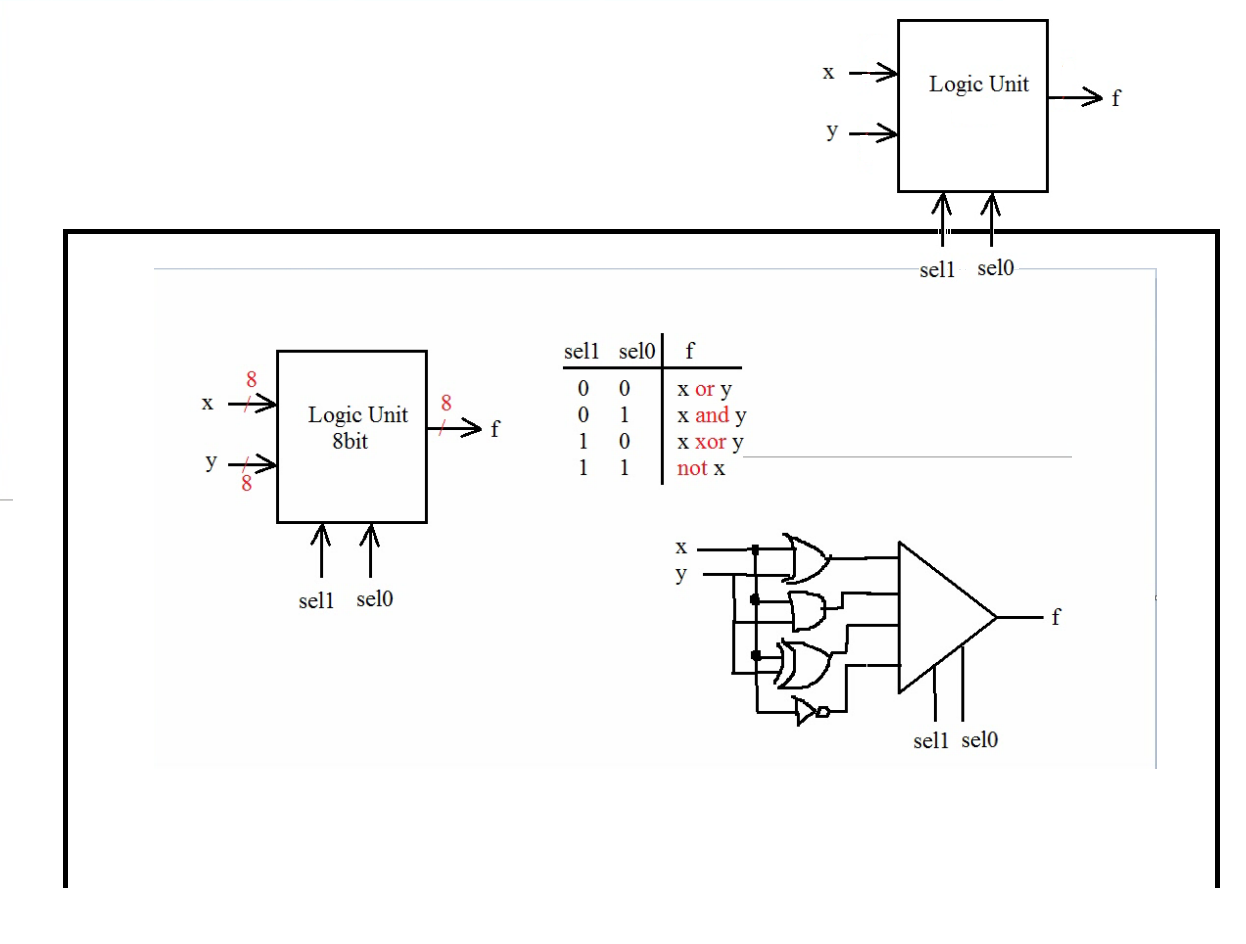 x
Logic Unit
f
y
sel1 sel0
8
x
Logic Unit
8bit
8
f
y
8
sel1 sel0
sel1 sel0 f
0 0 x or y
0 1 x and y
1 0 x xor y
1 1 not x
x
y
f
sel1 sel0